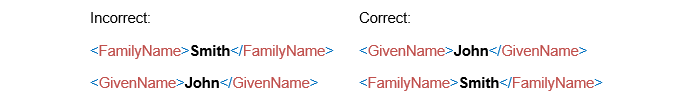 Incorrect:
<FamilyName>Smith</FamilyName>
<GivenName>John</GivenName>
Correct:
<GivenName>John</GivenName>
<FamilyName>Smith</FamilyName>